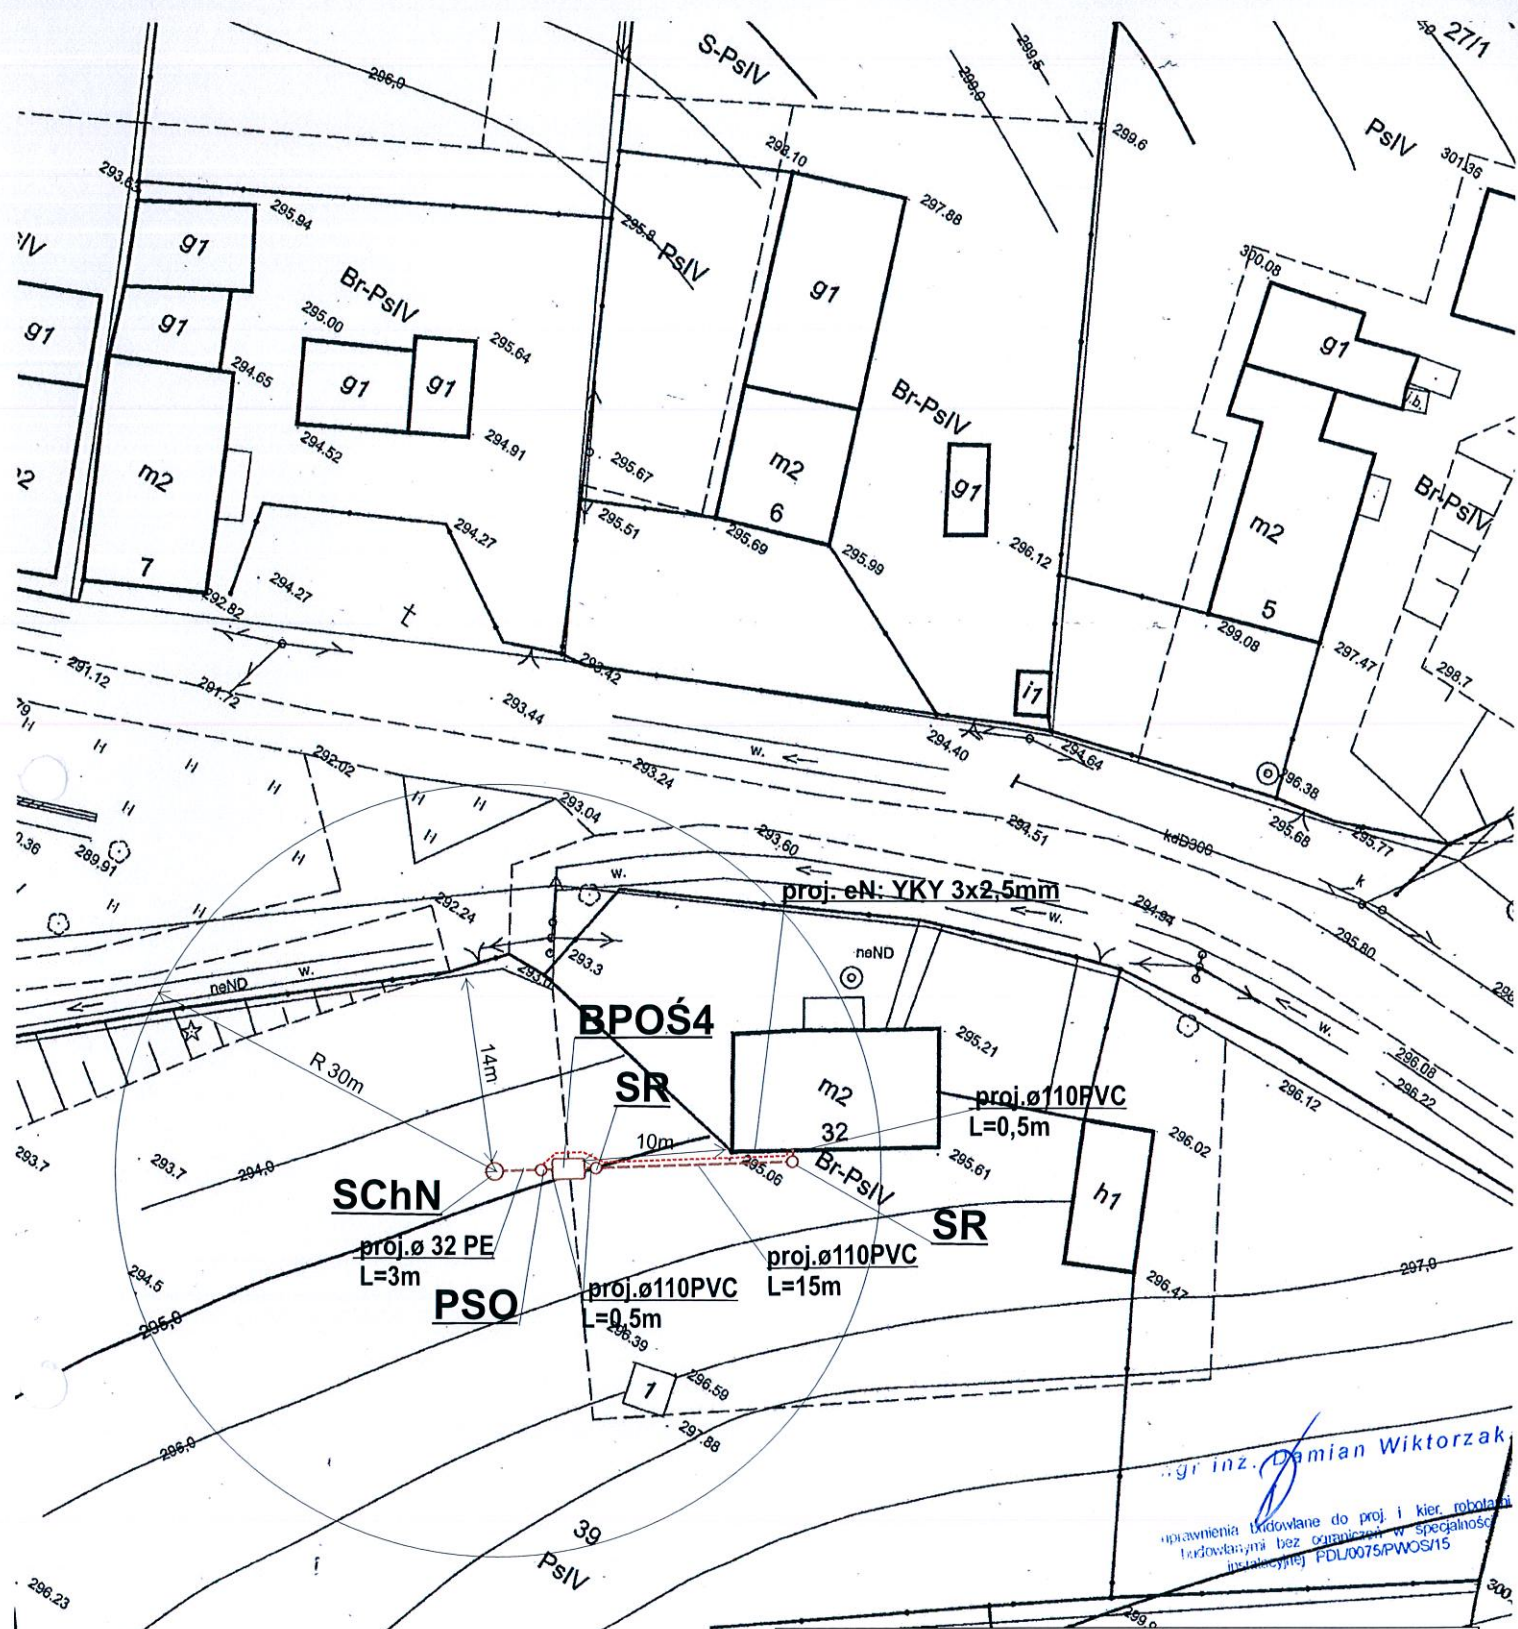 27/1
S-PsIV
299,5
299,0
296,0
PsIV
299.6
298.10
301.36
293.63
297.88
295.94
295.8
PsIV
g1
300.08
Br-PsIV
g1
295.00
g1
g1
295.64
g1
294.65
g1
g1
Br-PsIV
i.b.
294.52
294.91
295.67
m2
m2
g1
Br-PsIV
6
m2
294.27
295.51
295.69
295.99
296.12
7
294.27
5
292.82
t
299.08
297.47
298.7
293.42
291.12
291.72
i1
293.44
294.40
294.64
w.
292.02
293.24
296.38
293.04
295.68
295.77
293.60
294.51
kdD300
289,91
w.
k
proj. eN: YKY 3x2,5mm
292.24
w.
294.94
295.80
293.3
neND
w.
neND
BPOŚ4
w.
295.21
R 30m
14m
SR
m2
proj.ø110PVC
L=0,5m
296.08
296.22
296.12
32
10m
296.02
293.7
293.7
294,0
295.06
Br-PsIV
295.61
SChN
h1
SR
proj.ø 32 PE
L=3m
proj.ø110PVC
L=15m
294.5
PSO
proj.ø110PVC
L=0,5m
296.47
297,0
295,0
296.39
1
296.59
297.88
296,0
Damian Wiktorzak
39
PsIV
uprawnienia budowlane do proj. i kier. robotami
budowlanymi bez ograniczeń w specjalności
instalacyjnej PDL/0075/PWOS/15
296.23